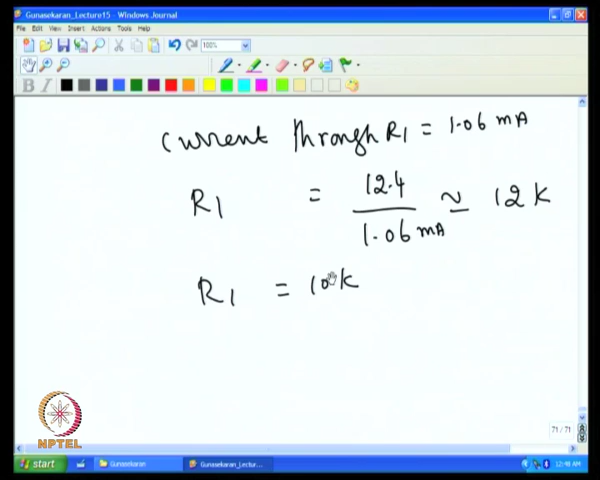 Gunasekaran_Lecture15 - Windows Journal
File Edit View Insert Actions Tools Help
100%
B I
Current through R1 = 1.06 mA
R1 = 12.4 / 1.06 mA ≃ 12 K
R1 = 10 K
71 / 71
NPTEL
start Gunasekaran Gunasekaran_Lectur... 12:48 AM